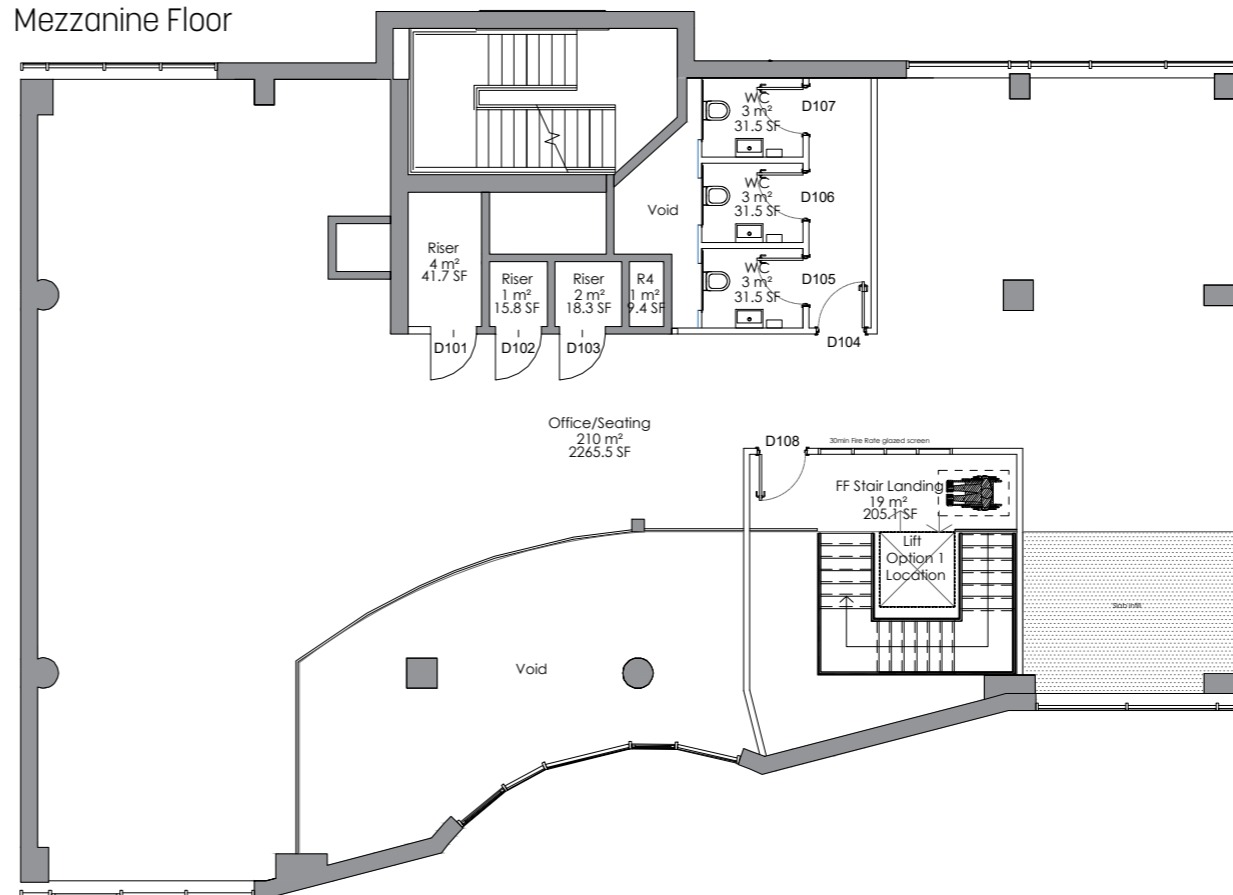 Mezzanine Floor
WC
3 m²
31.5 SF
D107
WC
3 m²
31.5 SF
D106
Void
WC
3 m²
31.5 SF
D105
Riser
4 m²
41.7 SF
Riser
1 m²
15.8 SF
Riser
2 m²
18.3 SF
R4
1 m²
9.4 SF
D101
D102
D103
D104
Office/Seating
210 m²
2265.5 SF
D108
30min Fire Rate glazed screen
FF Stair Landing
19 m²
205.1 SF
Lift
Option 1
Location
Slab Infill
Void